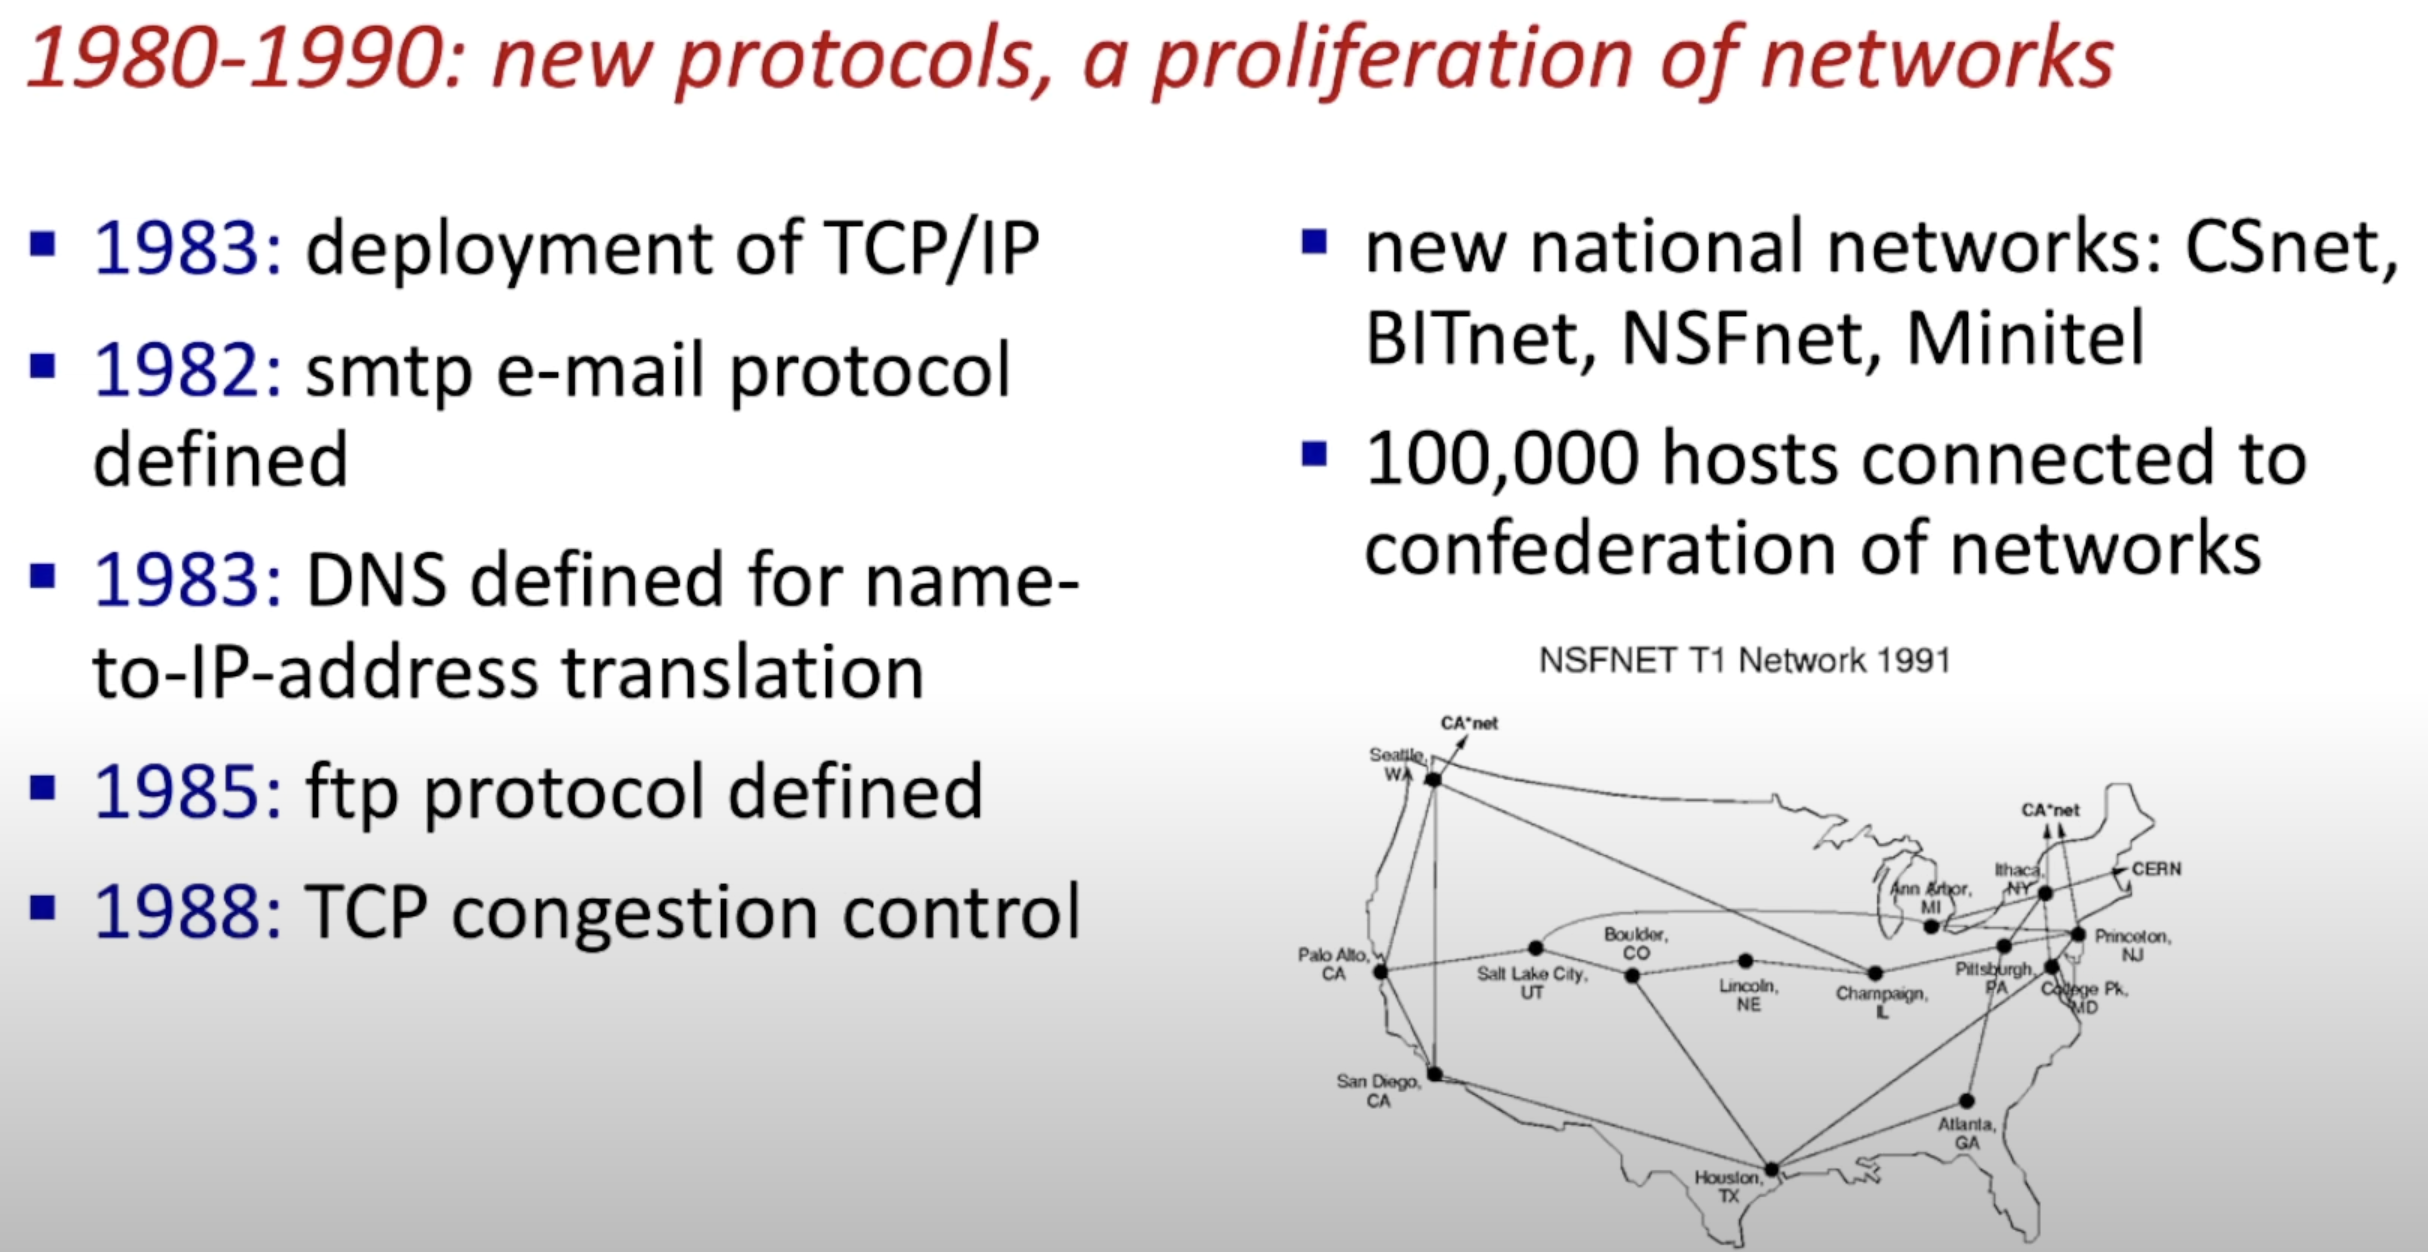 1980-1990: new protocols, a proliferation of networks
▪ 1983: deployment of TCP/IP
▪ 1982: smtp e-mail protocol
defined
▪ 1983: DNS defined for name-
to-IP-address translation
▪ 1985: ftp protocol defined
▪ 1988: TCP congestion control
▪ new national networks: CSnet,
BITnet, NSFnet, Minitel
▪ 100,000 hosts connected to
confederation of networks
NSFNET T1 Network 1991
CA*net
Seattle,
WA
CA*net
Ithaca,
NY
CERN
Ann Arbor,
MI
Princeton,
NJ
Boulder,
CO
Palo Alto,
CA
Salt Lake City,
UT
Lincoln,
NE
Champaign,
IL
Pittsburgh,
PA
College Pk,
MD
San Diego,
CA
Atlanta,
GA
Houston,
TX